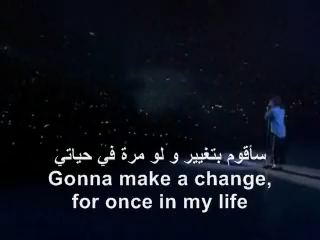 سأقوم بتغيير و لو مرة في حياتي
Gonna make a change,
for once in my life